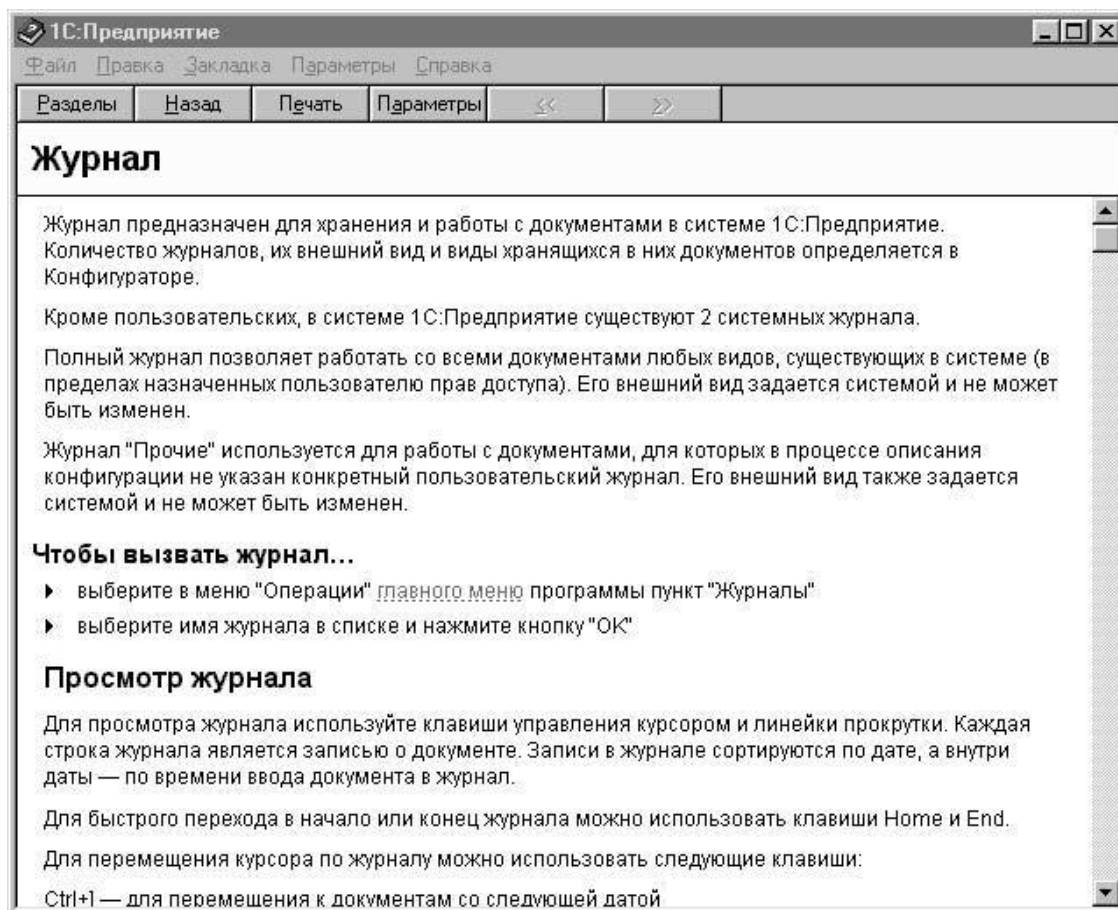 1С:Предприятие
Файл Правка Закладка Параметры Справка
Разделы Назад Печать Параметры << >>
Журнал
Журнал предназначен для хранения и работы с документами в системе 1С:Предприятие.
Количество журналов, их внешний вид и виды хранящихся в них документов определяется в
Конфигураторе.
Кроме пользовательских, в системе 1С:Предприятие существуют 2 системных журнала.
Полный журнал позволяет работать со всеми документами любых видов, существующих в системе (в
пределах назначенных пользователю прав доступа). Его внешний вид задается системой и не может
быть изменен.
Журнал "Прочие" используется для работы с документами, для которых в процессе описания
конфигурации не указан конкретный пользовательский журнал. Его внешний вид также задается
системой и не может быть изменен.
Чтобы вызвать журнал...
выберите в меню "Операции" главного меню программы пункт "Журналы"
выберите имя журнала в списке и нажмите кнопку "OK"
Просмотр журнала
Для просмотра журнала используйте клавиши управления курсором и линейки прокрутки. Каждая
строка журнала является записью о документе. Записи в журнале сортируются по дате, а внутри
даты — по времени ввода документа в журнал.
Для быстрого перехода в начало или конец журнала можно использовать клавиши Home и End.
Для перемещения курсора по журналу можно использовать следующие клавиши:
Ctrl+] — для перемещения к документам со следующей датой